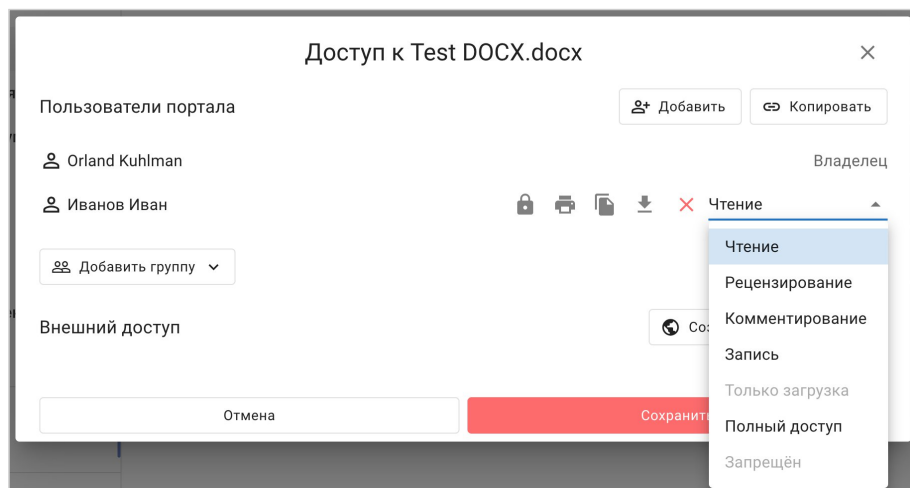 Доступ к Test DOCX.docx
Пользователи портала
Добавить
Копировать
Orland Kuhlman
Владелец
Иванов Иван
Чтение
Чтение
Добавить группу
Рецензирование
Комментирование
Внешний доступ
Запись
Только загрузка
Отмена
Сохранить
Полный доступ
Запрещён